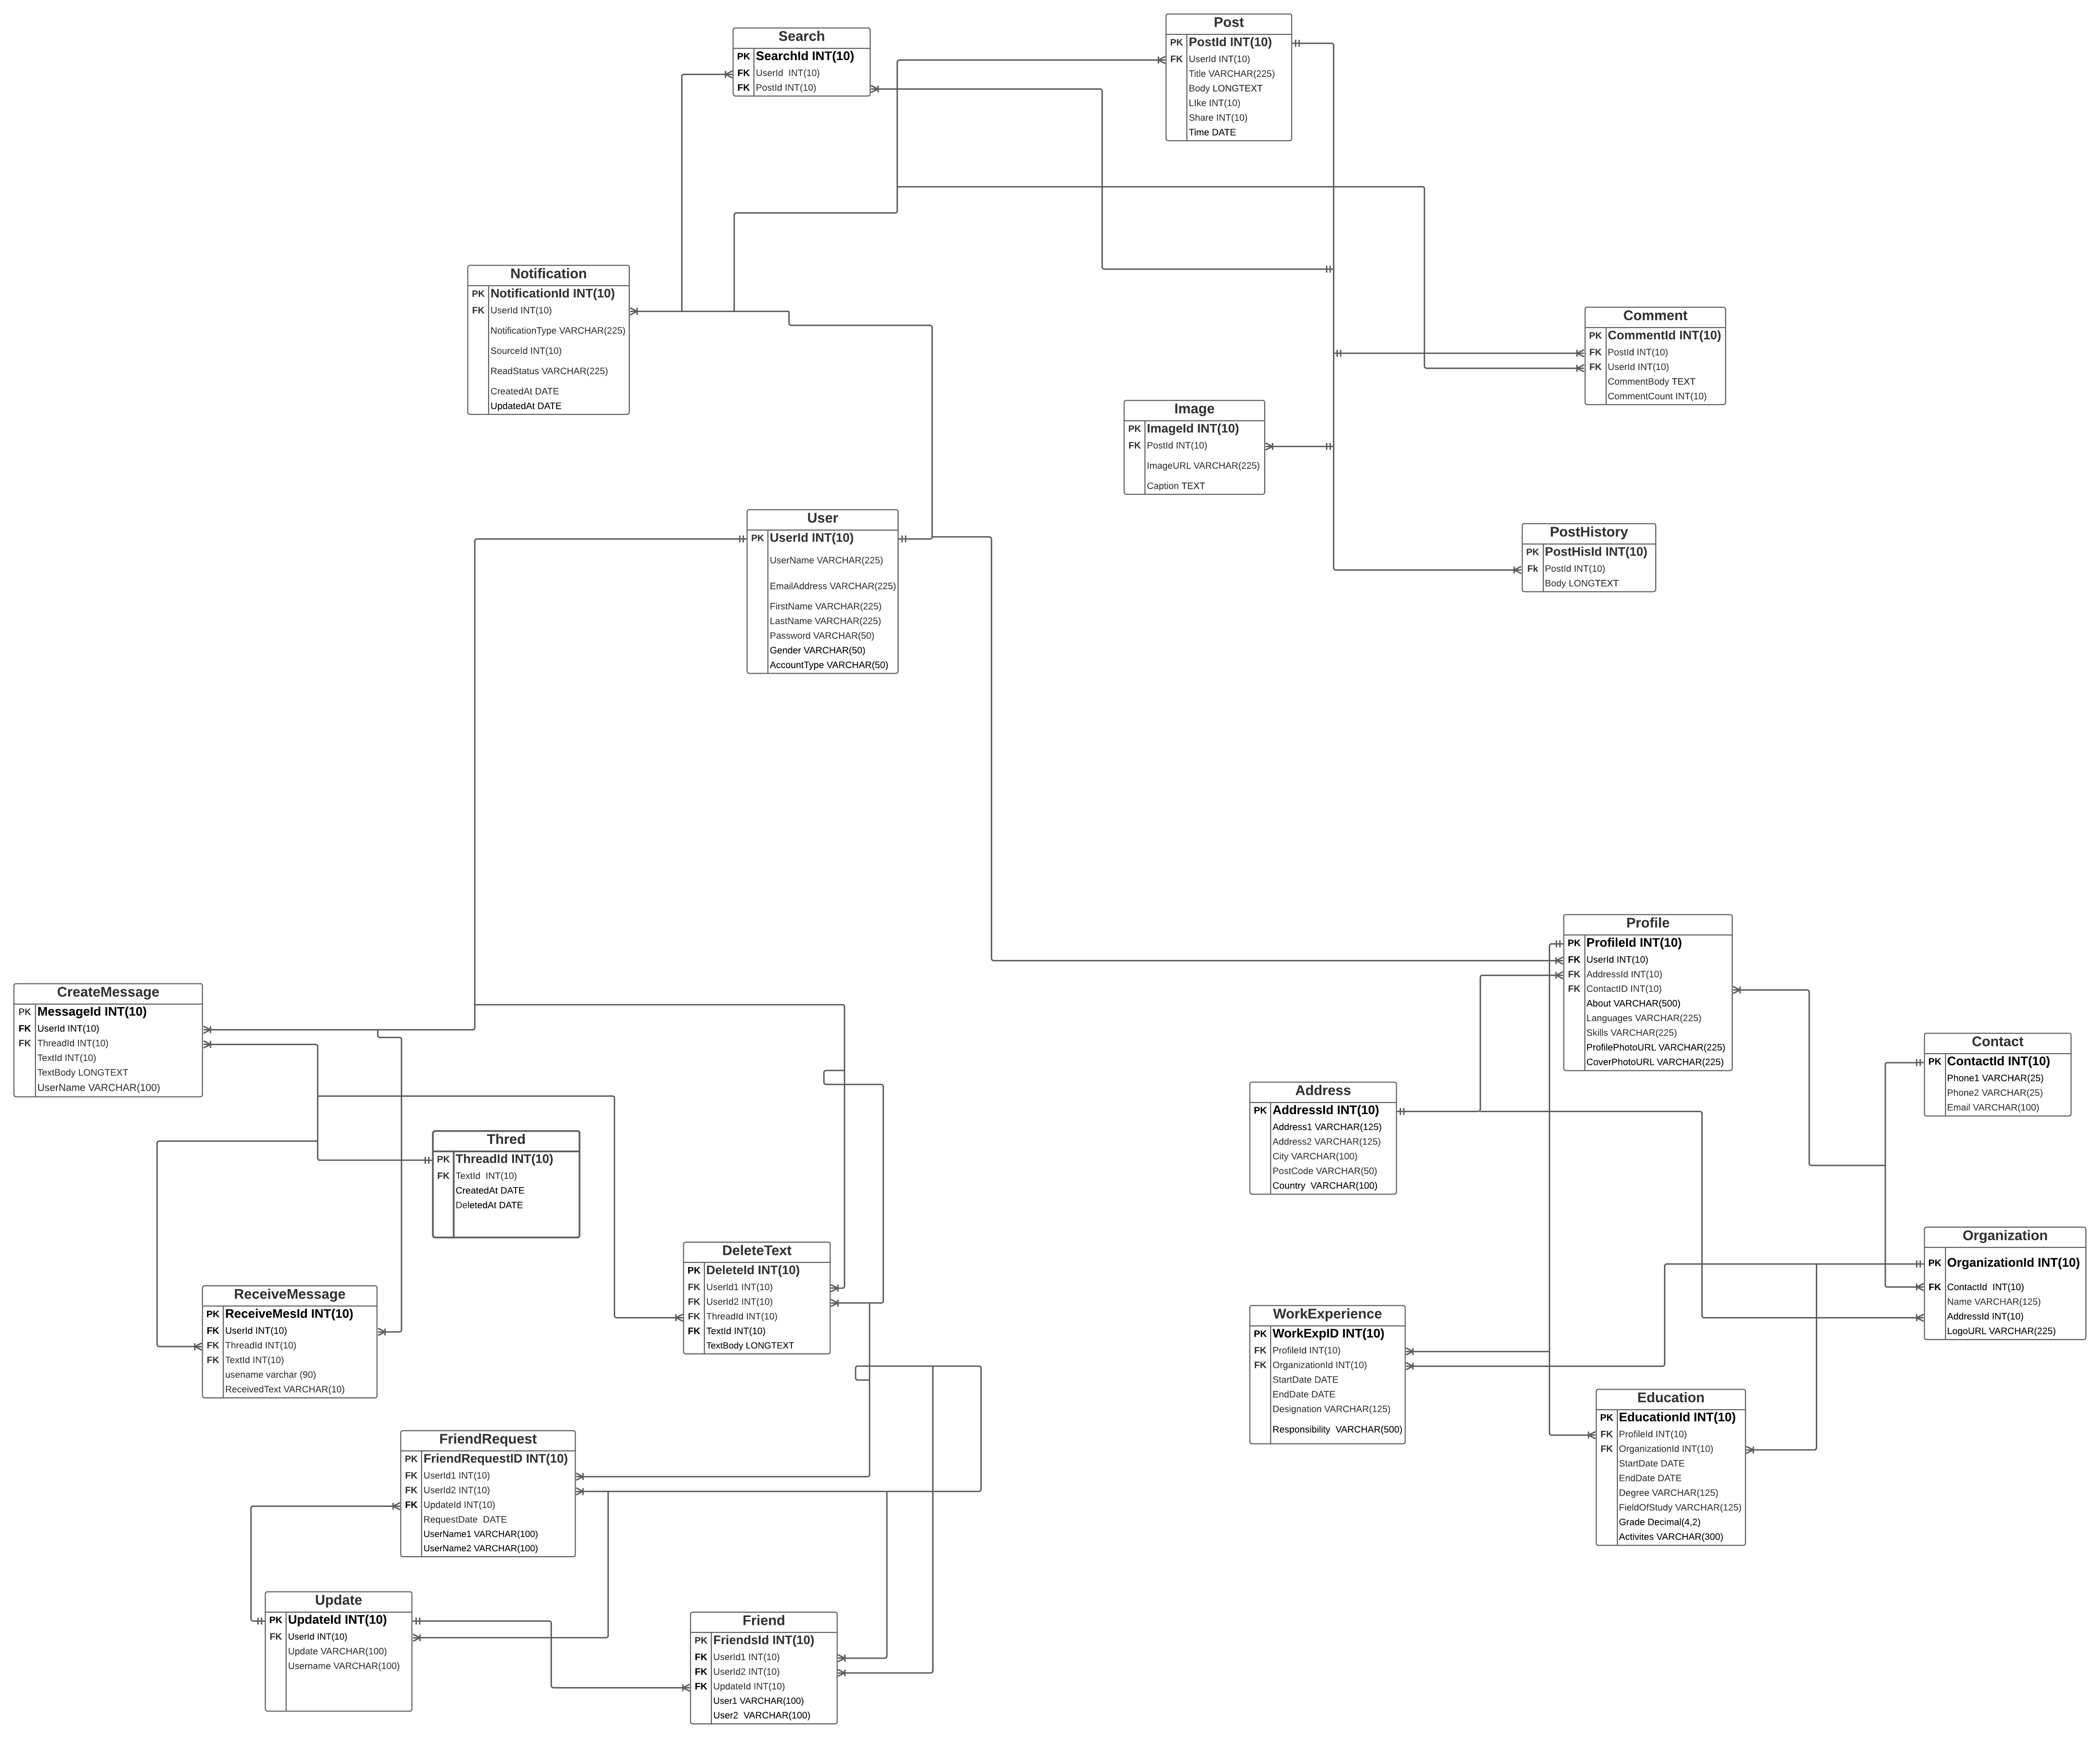 Search
PK SearchId INT(10)
FK UserId INT(10)
FK PostId INT(10)
Post
PK PostId INT(10)
FK UserId INT(10)
Title VARCHAR(225)
Body LONGTEXT
LIke INT(10)
Share INT(10)
Time DATE
Notification
PK NotificationId INT(10)
FK UserId INT(10)
NotificationType VARCHAR(225)
SourceId INT(10)
ReadStatus VARCHAR(225)
CreatedAt DATE
UpdatedAt DATE
Comment
PK CommentId INT(10)
FK PostId INT(10)
FK UserId INT(10)
CommentBody TEXT
CommentCount INT(10)
Image
PK ImageId INT(10)
FK PostId INT(10)
ImageURL VARCHAR(225)
Caption TEXT
User
PK UserId INT(10)
UserName VARCHAR(225)
EmailAddress VARCHAR(225)
FirstName VARCHAR(225)
LastName VARCHAR(225)
Password VARCHAR(50)
Gender VARCHAR(50)
AccountType VARCHAR(50)
PostHistory
PK PostHisId INT(10)
Fk PostId INT(10)
Body LONGTEXT
Profile
PK ProfileId INT(10)
FK UserId INT(10)
FK AddressId INT(10)
FK ContactID INT(10)
About VARCHAR(500)
Languages VARCHAR(225)
Skills VARCHAR(225)
ProfilePhotoURL VARCHAR(225)
CoverPhotoURL VARCHAR(225)
CreateMessage
PK MessageId INT(10)
FK UserId INT(10)
FK ThreadId INT(10)
TextId INT(10)
TextBody LONGTEXT
UserName VARCHAR(100)
Contact
PK ContactId INT(10)
Phone1 VARCHAR(25)
Phone2 VARCHAR(25)
Email VARCHAR(100)
Address
PK AddressId INT(10)
Address1 VARCHAR(125)
Address2 VARCHAR(125)
City VARCHAR(100)
PostCode VARCHAR(50)
Country VARCHAR(100)
Thred
PK ThreadId INT(10)
FK TextId INT(10)
CreatedAt DATE
DeletedAt DATE
Organization
PK OrganizationId INT(10)
FK ContactId INT(10)
Name VARCHAR(125)
AddressId INT(10)
LogoURL VARCHAR(225)
DeleteText
PK DeleteId INT(10)
FK UserId1 INT(10)
FK UserId2 INT(10)
FK ThreadId INT(10)
FK TextId INT(10)
TextBody LONGTEXT
ReceiveMessage
PK ReceiveMesId INT(10)
FK UserId INT(10)
FK ThreadId INT(10)
FK TextId INT(10)
usename varchar (90)
ReceivedText VARCHAR(10)
WorkExperience
PK WorkExpID INT(10)
FK ProfileId INT(10)
FK OrganizationId INT(10)
StartDate DATE
EndDate DATE
Designation VARCHAR(125)
Responsibility VARCHAR(500)
Education
PK EducationId INT(10)
FK ProfileId INT(10)
FK OrganizationId INT(10)
StartDate DATE
EndDate DATE
Degree VARCHAR(125)
FieldOfStudy VARCHAR(125)
Grade Decimal(4,2)
Activites VARCHAR(300)
FriendRequest
PK FriendRequestID INT(10)
FK UserId1 INT(10)
FK UserId2 INT(10)
FK UpdateId INT(10)
RequestDate DATE
UserName1 VARCHAR(100)
UserName2 VARCHAR(100)
Update
PK UpdateId INT(10)
FK UserId INT(10)
Update VARCHAR(100)
Username VARCHAR(100)
Friend
PK FriendsId INT(10)
FK UserId1 INT(10)
FK UserId2 INT(10)
FK UpdateId INT(10)
User1 VARCHAR(100)
User2 VARCHAR(100)